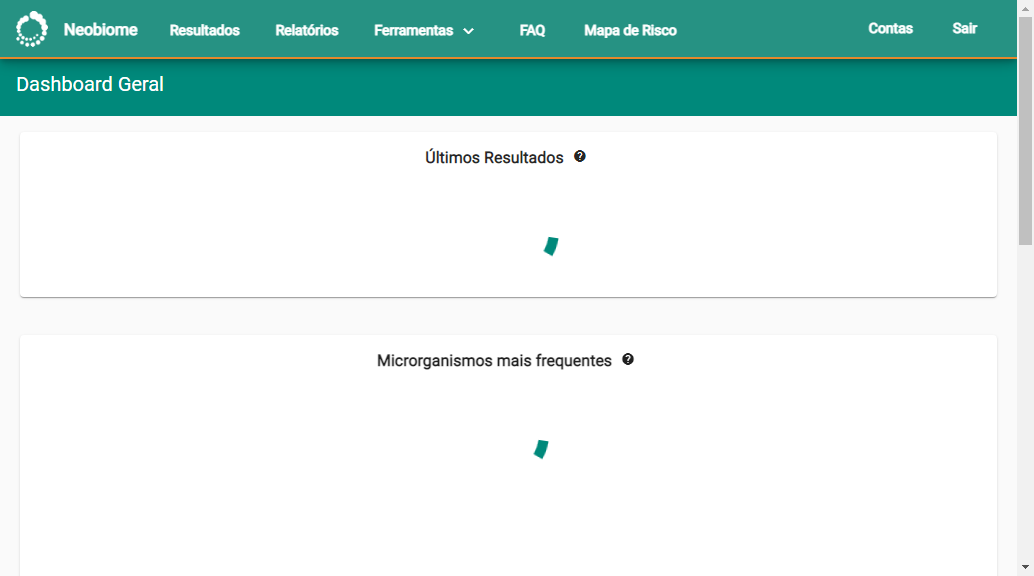 Neobiome Resultados Relatórios Ferramentas FAQ Mapa de Risco Contas Sair
Dashboard Geral
Últimos Resultados ?
Microrganismos mais frequentes ?